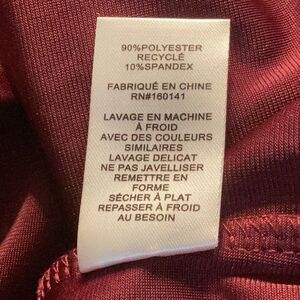 90%POLYESTER
RECYCLÉ
10%SPANDEX
FABRIQUÉ EN CHINE
RN#160141
LAVAGE EN MACHINE
À FROID
AVEC DES COULEURS
SIMILAIRES
LAVAGE DELICAT
NE PAS JAVELLISER
REMETTRE EN
FORME
SÉCHER À PLAT
REPASSER À FROID
AU BESOIN